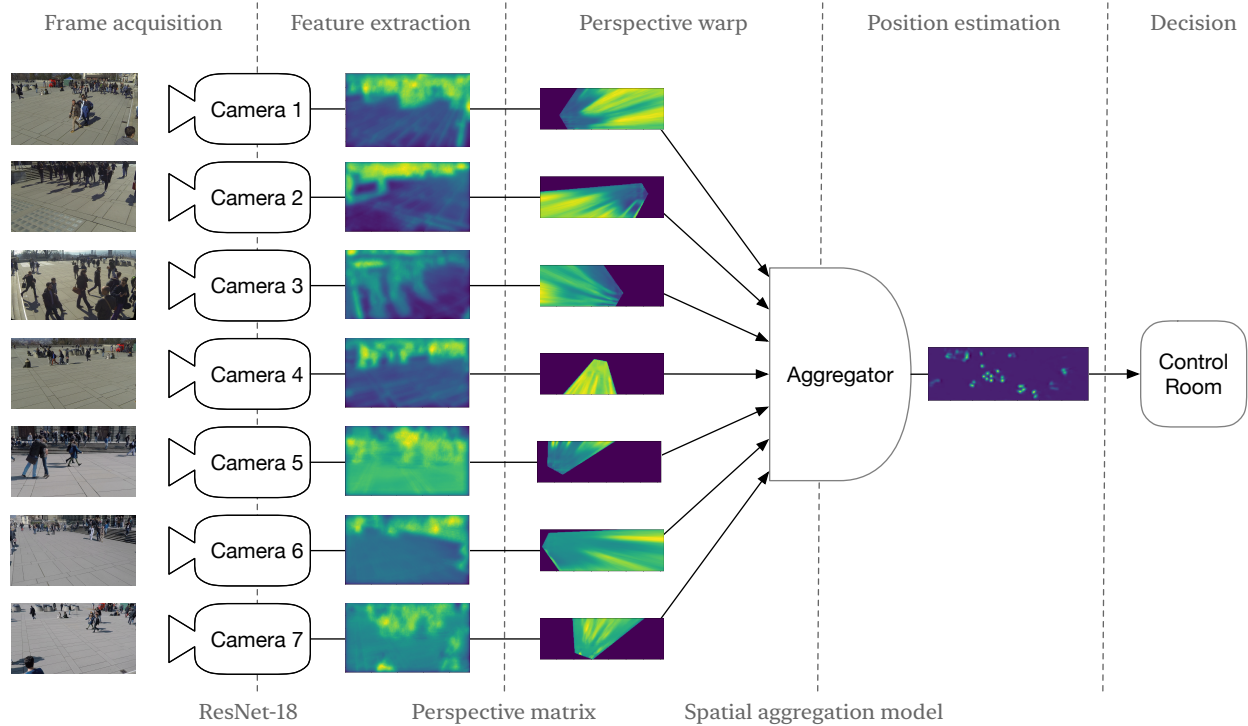 Frame acquisition
Feature extraction
Perspective warp
Position estimation
Decision
Camera 1
Camera 2
Camera 3
Camera 4
Camera 5
Camera 6
Camera 7
Aggregator
Control
Room
ResNet-18
Perspective matrix
Spatial aggregation model